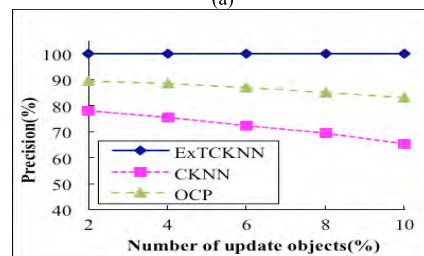 (a)
100
90
80
70
60
50
40
Precision(%)
ExTCKNN
CKNN
OCP
2 4 6 8 10
Number of update objects(%)